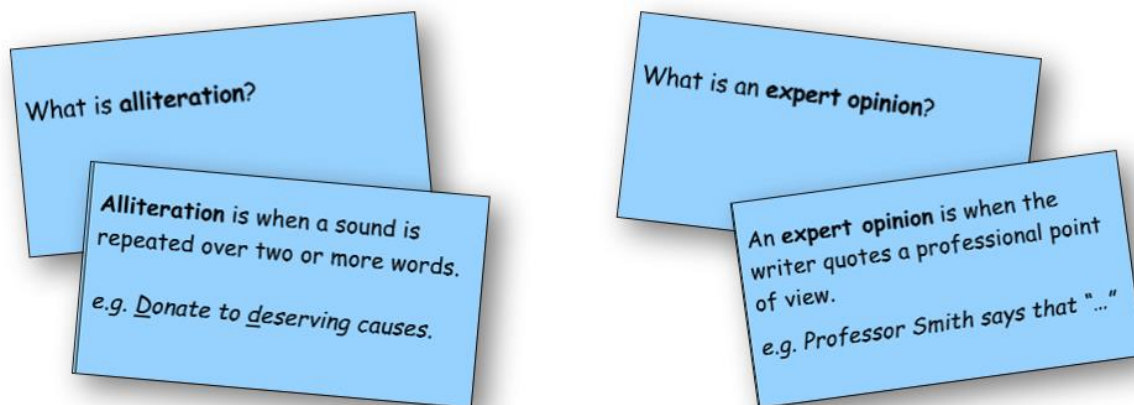 What is alliteration?
Alliteration is when a sound is
repeated over two or more words.
e.g. Donate to deserving causes.
What is an expert opinion?
An expert opinion is when the
writer quotes a professional point
of view.
e.g. Professor Smith says that "..."